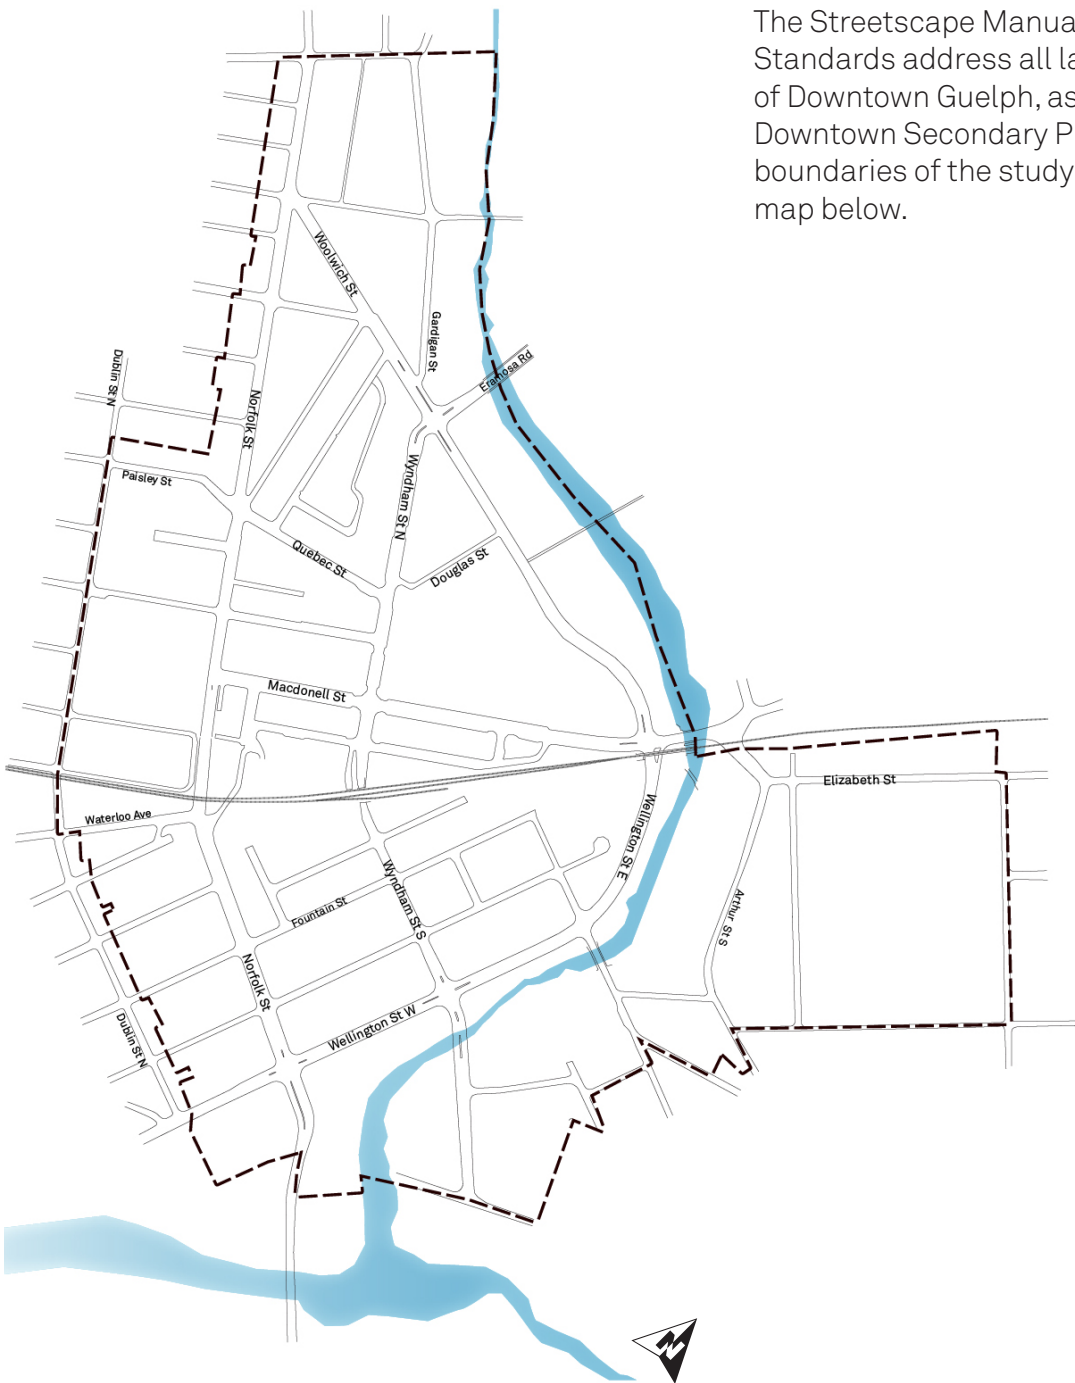 The Streetscape Manua
Standards address all la
of Downtown Guelph, as
Downtown Secondary P
boundaries of the study
map below.
Woolwich St
Gardigan St
Eramosa Rd
Dublin St N
Norfolk St
Paisley St
Wyndham St N
Quebec St
Douglas St
Macdonell St
Elizabeth St
Waterloo Ave
Wellington St E
Wyndham St S
Arthur St S
Fountain St
Norfolk St
Dublin St N
Wellington St W
N